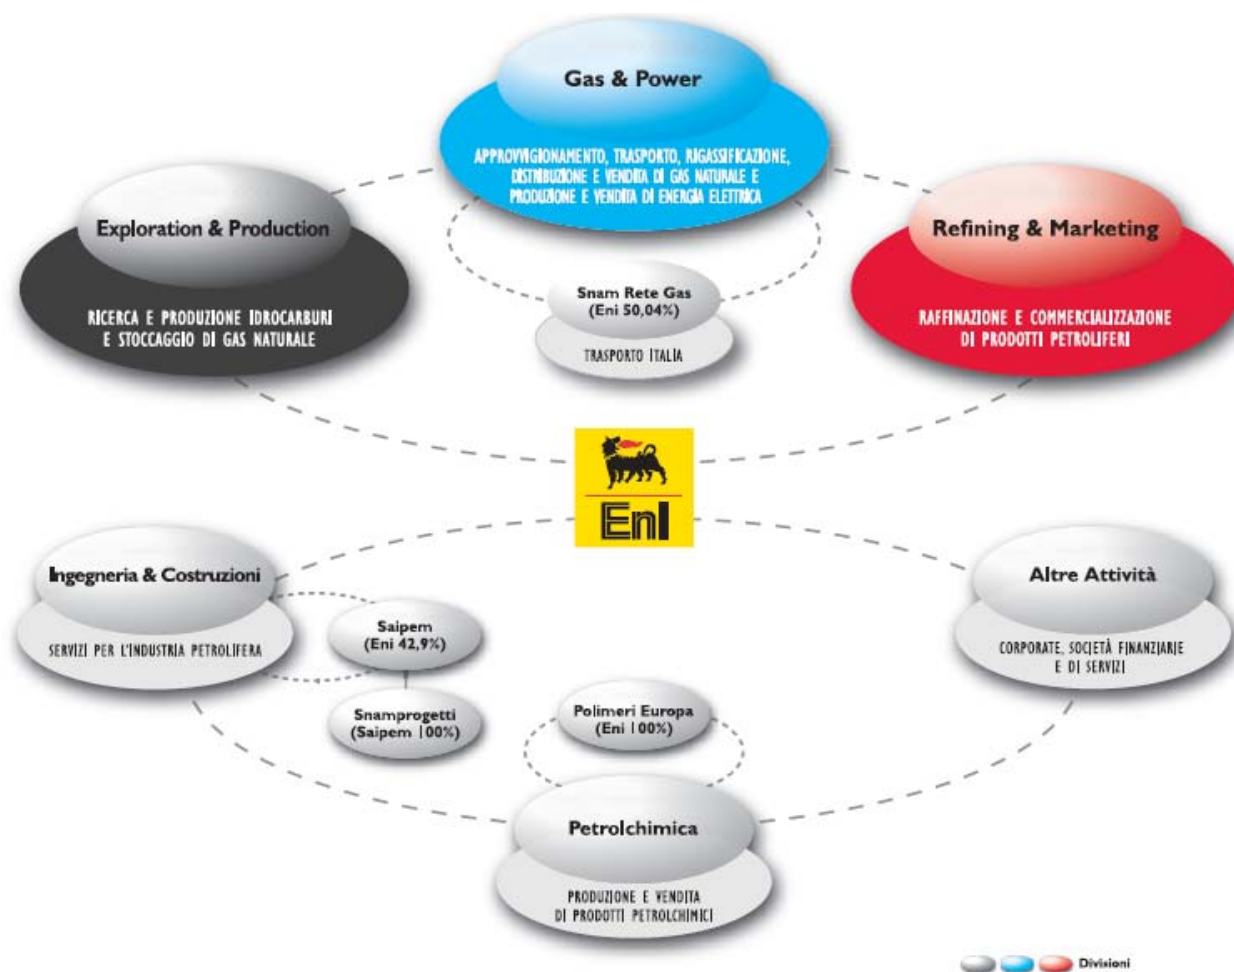 Gas & Power
APPROVVIGIONAMENTO, TRASPORTO, RIGASSIFICAZIONE,
DISTRIBUZIONE E VENDITA DI GAS NATURALE E
PRODUZIONE E VENDITA DI ENERGIA ELETTRICA
Exploration & Production
RICERCA E PRODUZIONE IDROCARBURI
E STOCCAGGIO DI GAS NATURALE
Snam Rete Gas
(Eni 50,04%)
TRASPORTO ITALIA
Refining & Marketing
RAFFINAZIONE E COMMERCIALIZZAZIONE
DI PRODOTTI PETROLIFERI
EnI
Ingegneria & Costruzioni
SERVIZI PER L'INDUSTRIA PETROLIFERA
Saipem
(Eni 42,9%)
Snamprogetti
(Saipem 100%)
Altre Attività
CORPORATE, SOCIETÀ FINANZIARIE
E DI SERVIZI
Polimeri Europa
(Eni 100%)
Petrolchimica
PRODUZIONE E VENDITA
DI PRODOTTI PETROLCHIMICI
Divisioni